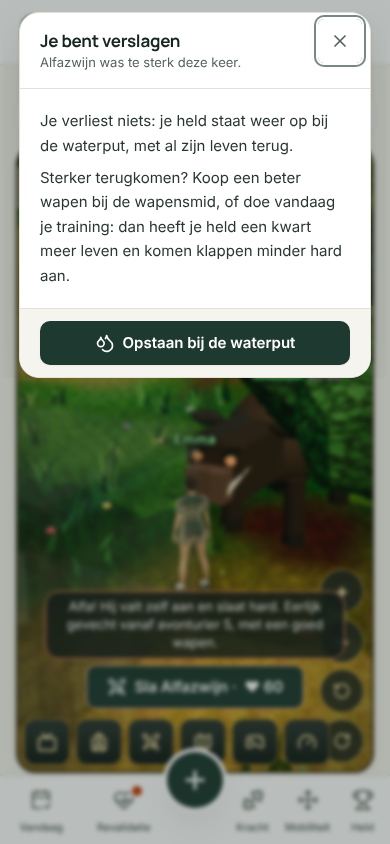 Je bent verslagen
Alfazwijn was te sterk deze keer.
Je verliest niets: je held staat weer op bij
de waterput, met al zijn leven terug.
Sterker terugkomen? Koop een beter
wapen bij de wapensmid, of doe vandaag
je training: dan heeft je held een kwart
meer leven en komen klappen minder hard
aan.
Opstaan bij de waterput
Emma
Alfa! Hij valt zelf aan en slaat hard. Eerlijk
gevecht vanaf avonturier 5, met een goed
wapen.
Sla Alfazwijn · ♥ 60
Vandaag
Revalidatie
Kracht
Mobiliteit
Held